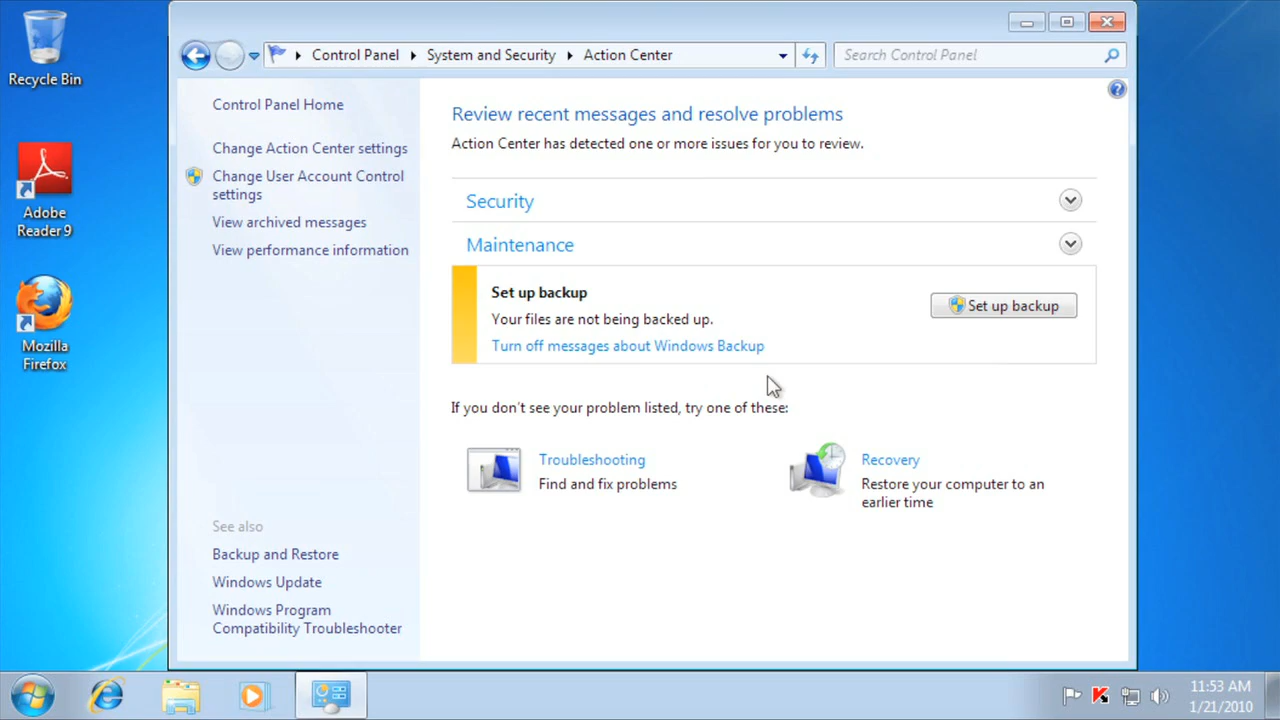 Recycle Bin
Adobe
Reader 9
Mozilla
Firefox
Control Panel
System and Security
Action Center
Search Control Panel
Control Panel Home
Change Action Center settings
Change User Account Control
settings
View archived messages
View performance information
See also
Backup and Restore
Windows Update
Windows Program
Compatibility Troubleshooter
Review recent messages and resolve problems
Action Center has detected one or more issues for you to review.
Security
Maintenance
Set up backup
Your files are not being backed up.
Turn off messages about Windows Backup
Set up backup
If you don't see your problem listed, try one of these:
Troubleshooting
Find and fix problems
Recovery
Restore your computer to an
earlier time
11:53 AM
1/21/2010